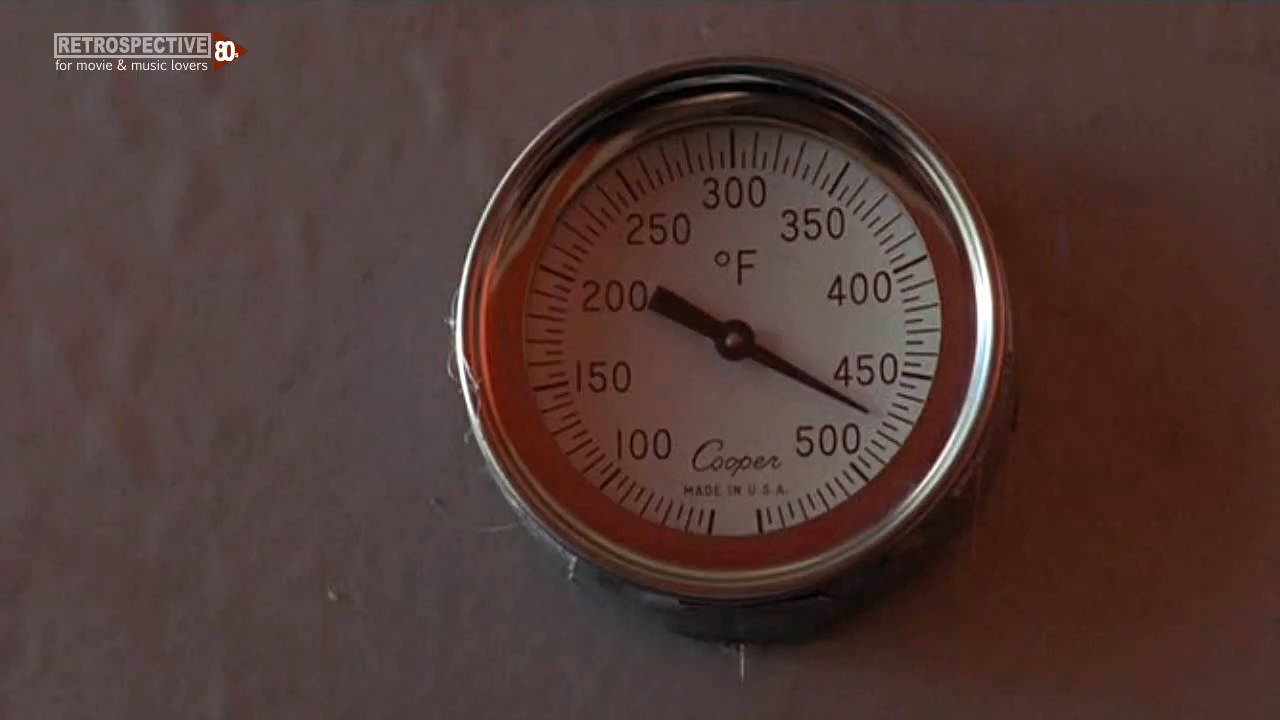 RETROSPECTIVE 80s
for movie & music lovers
300
250
350
°F
200
400
150
450
100
500
Cooper
MADE IN U.S.A.